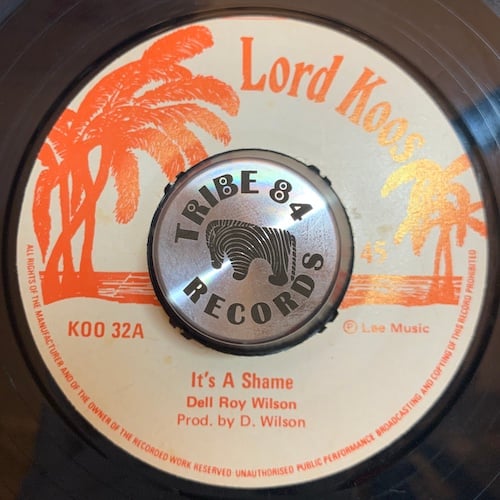 Lord Koos
TRIBE 84
RECORDS
45
KOO 32A
Ⓟ Lee Music
It's A Shame
Dell Roy Wilson
Prod. by D. Wilson
ALL RIGHTS OF THE MANUFACTURER AND OF THE OWNER OF THE RECORDED WORK RESERVED UNAUTHORISED PUBLIC PERFORMANCE BROADCASTING AND COPYING OF THIS RECORD PROHIBITED